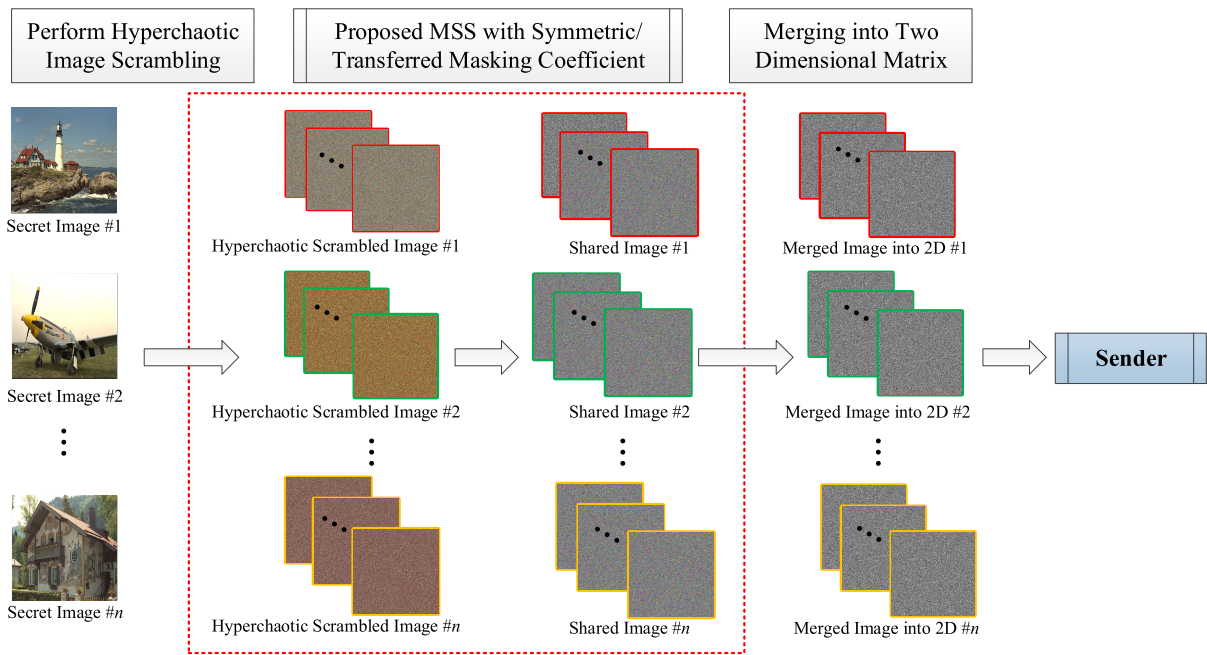 Perform Hyperchaotic
Image Scrambling
Proposed MSS with Symmetric/
Transferred Masking Coefficient
Merging into Two
Dimensional Matrix
Secret Image #1
Hyperchaotic Scrambled Image #1
Shared Image #1
Merged Image into 2D #1
Secret Image #2
Hyperchaotic Scrambled Image #2
Shared Image #2
Merged Image into 2D #2
Sender
Secret Image #n
Hyperchaotic Scrambled Image #n
Shared Image #n
Merged Image into 2D #n